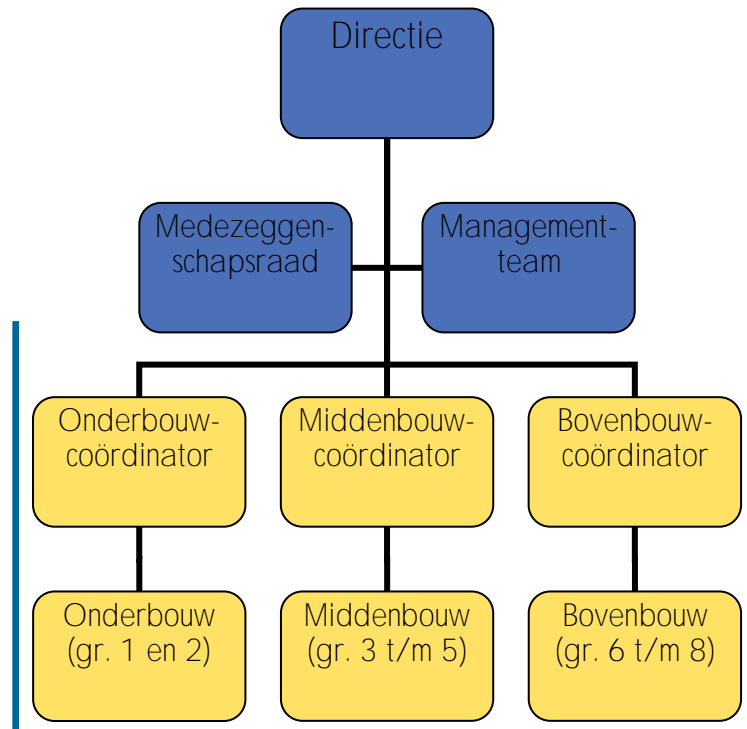 Directie
Medezeggen-
schapsraad
Management-
team
Onderbouw-
coördinator
Middenbouw-
coördinator
Bovenbouw-
coördinator
Onderbouw
(gr. 1 en 2)
Middenbouw
(gr. 3 t/m 5)
Bovenbouw
(gr. 6 t/m 8)